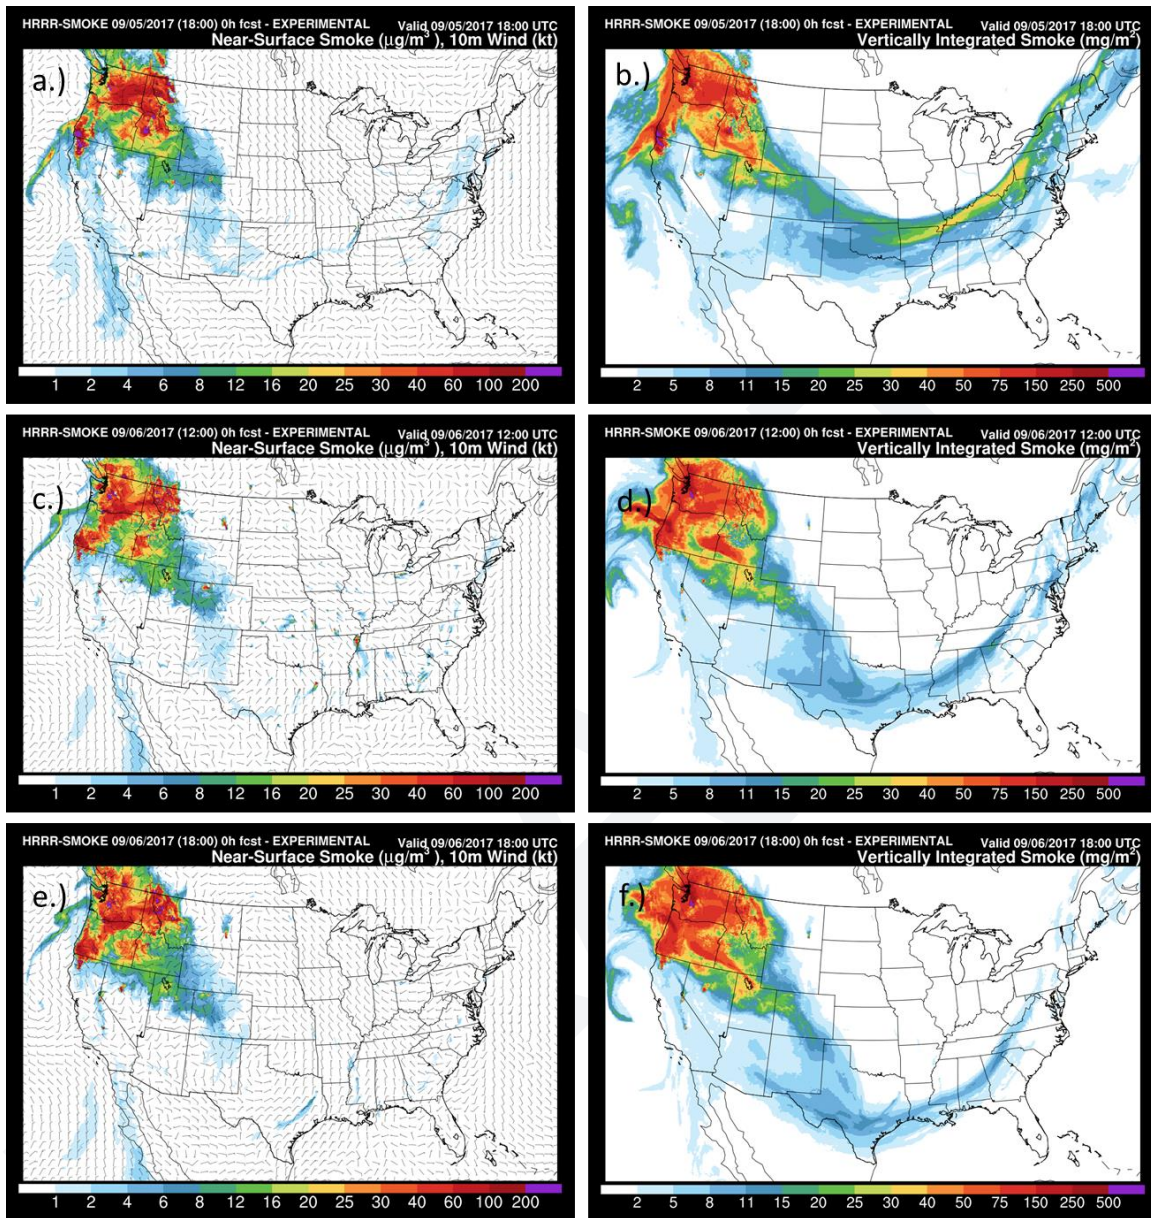 HRRR-SMOKE 09/05/2017 (18:00) 0h fcst - EXPERIMENTAL Valid 09/05/2017 18:00 UTC
Near-Surface Smoke (μg/m³), 10m Wind (kt)
a.)
1 2 4 6 8 12 16 20 25 30 40 60 100 200
HRRR-SMOKE 09/05/2017 (18:00) 0h fcst - EXPERIMENTAL Valid 09/05/2017 18:00 UTC
Vertically Integrated Smoke (mg/m²)
b.)
2 5 8 11 15 20 25 30 40 50 75 150 250 500
HRRR-SMOKE 09/06/2017 (12:00) 0h fcst - EXPERIMENTAL Valid 09/06/2017 12:00 UTC
Near-Surface Smoke (μg/m³), 10m Wind (kt)
c.)
1 2 4 6 8 12 16 20 25 30 40 60 100 200
HRRR-SMOKE 09/06/2017 (12:00) 0h fcst - EXPERIMENTAL Valid 09/06/2017 12:00 UTC
Vertically Integrated Smoke (mg/m²)
d.)
2 5 8 11 15 20 25 30 40 50 75 150 250 500
HRRR-SMOKE 09/06/2017 (18:00) 0h fcst - EXPERIMENTAL Valid 09/06/2017 18:00 UTC
Near-Surface Smoke (μg/m³), 10m Wind (kt)
e.)
1 2 4 6 8 12 16 20 25 30 40 60 100 200
HRRR-SMOKE 09/06/2017 (18:00) 0h fcst - EXPERIMENTAL Valid 09/06/2017 18:00 UTC
Vertically Integrated Smoke (mg/m²)
f.)
2 5 8 11 15 20 25 30 40 50 75 150 250 500